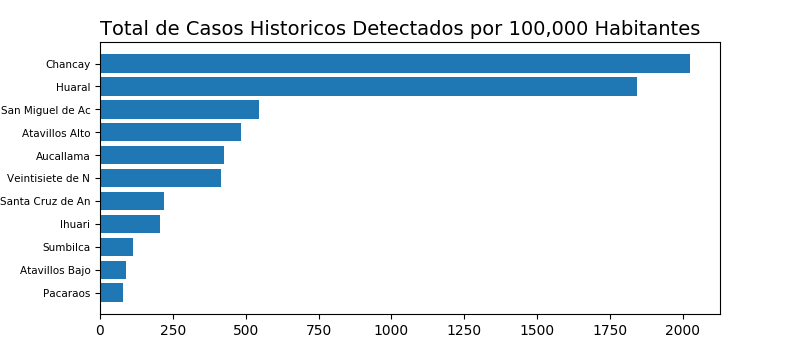 Total de Casos Historicos Detectados por 100,000 Habitantes
Chancay
Huaral
San Miguel de Ac
Atavillos Alto
Aucallama
Veintisiete de N
Santa Cruz de An
Ihuari
Sumbilca
Atavillos Bajo
Pacaraos
0 250 500 750 1000 1250 1500 1750 2000